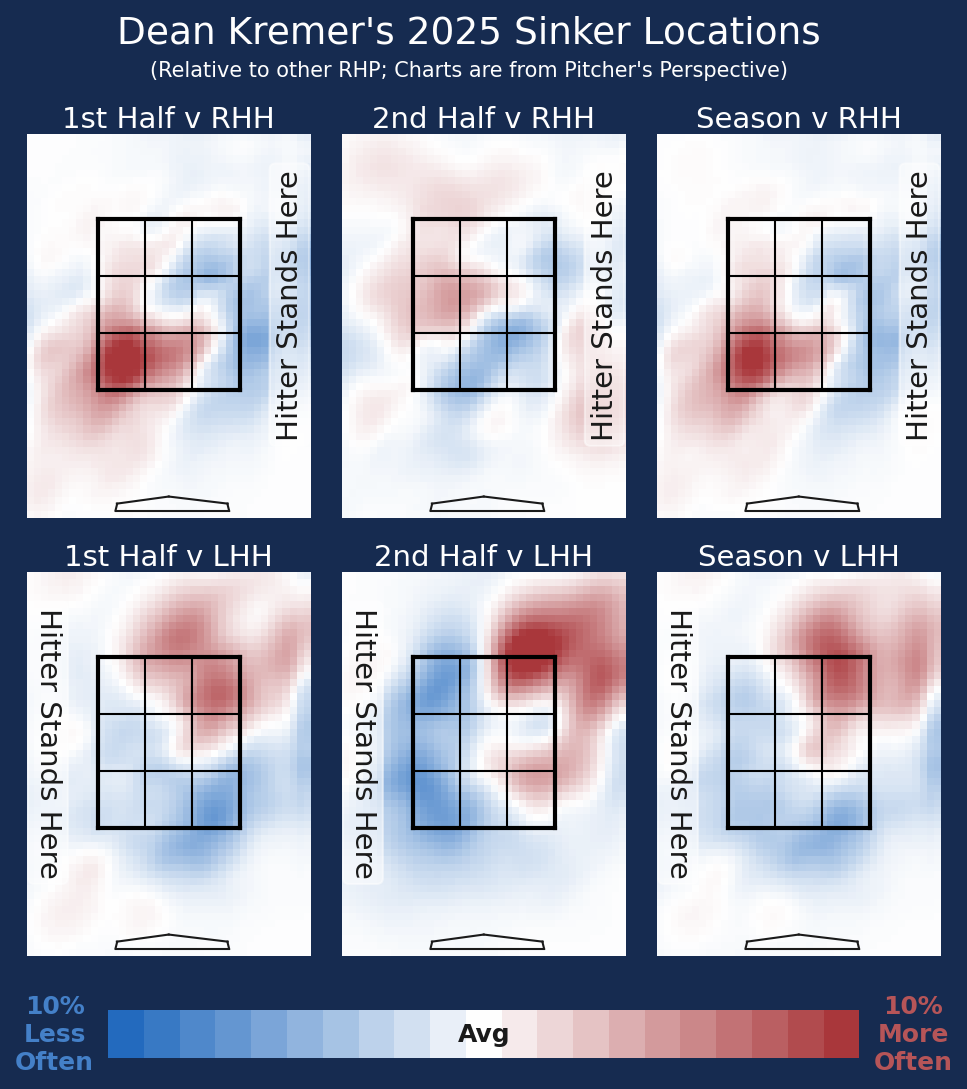 Dean Kremer's 2025 Sinker Locations
(Relative to other RHP; Charts are from Pitcher's Perspective)
1st Half v RHH
2nd Half v RHH
Season v RHH
Hitter Stands Here
Hitter Stands Here
Hitter Stands Here
1st Half v LHH
2nd Half v LHH
Season v LHH
Hitter Stands Here
Hitter Stands Here
Hitter Stands Here
10%
Less
Often
Avg
10%
More
Often